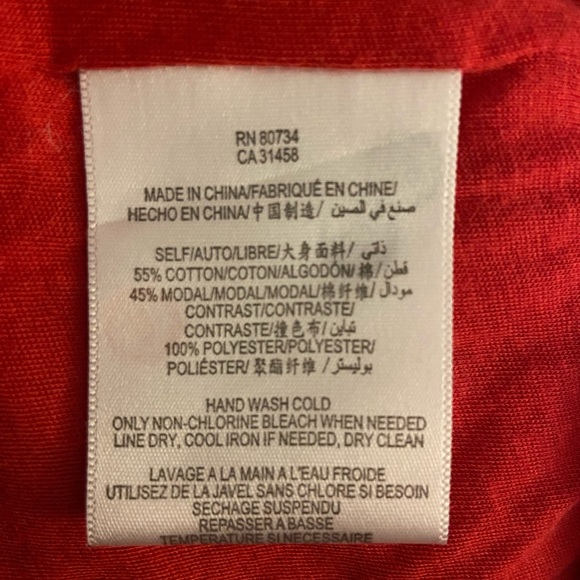 RN 80734
CA 31458
MADE IN CHINA/FABRIQUÉ EN CHINE/
HECHO EN CHINA/中国制造/ صنع في الصين
SELF/AUTO/LIBRE/大身面料/ ذاتي
55% COTTON/COTON/ALGODÓN/棉/قطن
45% MODAL/MODAL/MODAL/棉纤维/مودال
CONTRAST/CONTRASTE/
CONTRASTE/撞色布/تباين
100% POLYESTER/POLYESTER/
POLIÉSTER/聚酯纤维/بوليستر
HAND WASH COLD
ONLY NON-CHLORINE BLEACH WHEN NEEDED
LINE DRY, COOL IRON IF NEEDED, DRY CLEAN
LAVAGE A LA MAIN A L'EAU FROIDE
UTILISEZ DE LA JAVEL SANS CHLORE SI BESOIN
SECHAGE SUSPENDU
REPASSER A BASSE
TEMPERATURE SI NECESSAIRE